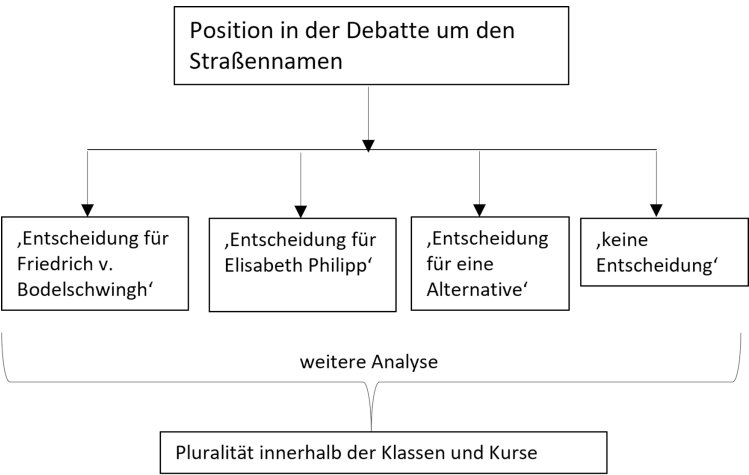 Position in der Debatte um den
Straßennamen
‚Entscheidung für
Friedrich v.
Bodelschwingh‘
‚Entscheidung für
Elisabeth Philipp‘
‚Entscheidung
für eine
Alternative‘
‚keine
Entscheidung‘
weitere Analyse
Pluralität innerhalb der Klassen und Kurse